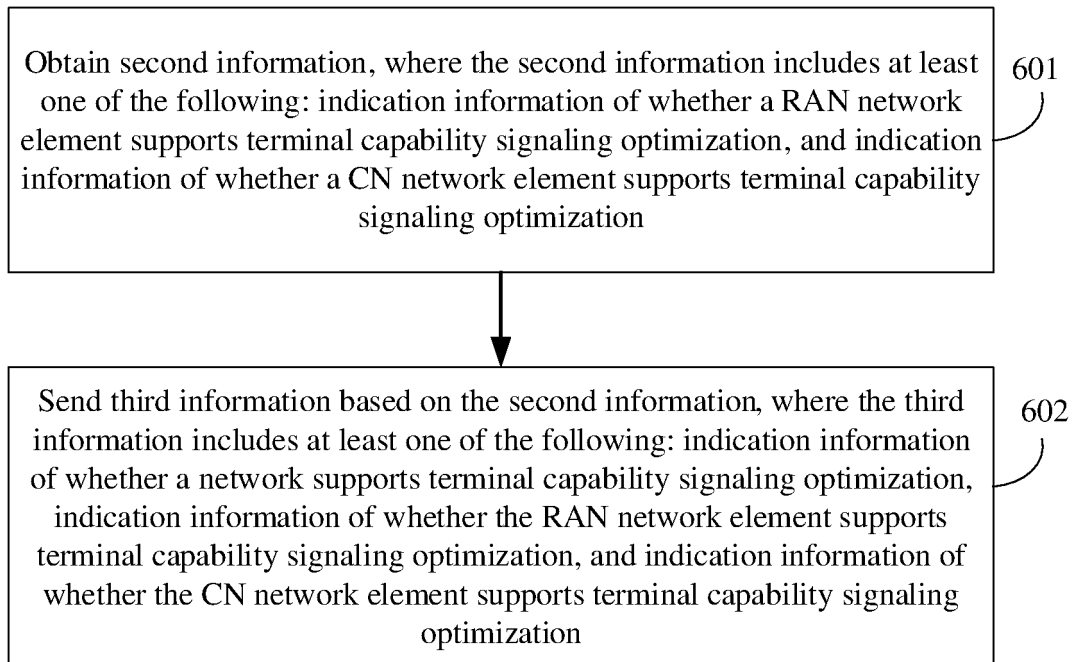 Obtain second information, where the second information includes at least
one of the following: indication information of whether a RAN network
element supports terminal capability signaling optimization, and indication
information of whether a CN network element supports terminal capability
signaling optimization
601
Send third information based on the second information, where the third
information includes at least one of the following: indication information
of whether a network supports terminal capability signaling optimization,
indication information of whether the RAN network element supports
terminal capability signaling optimization, and indication information of
whether the CN network element supports terminal capability signaling
optimization
602